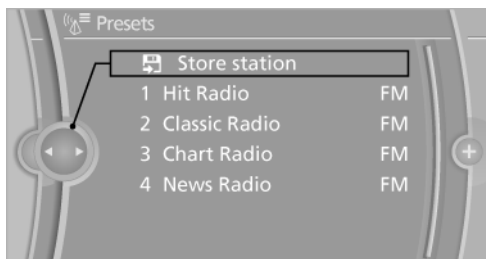 Presets
Store station
1 Hit Radio FM
2 Classic Radio FM
3 Chart Radio FM
4 News Radio FM